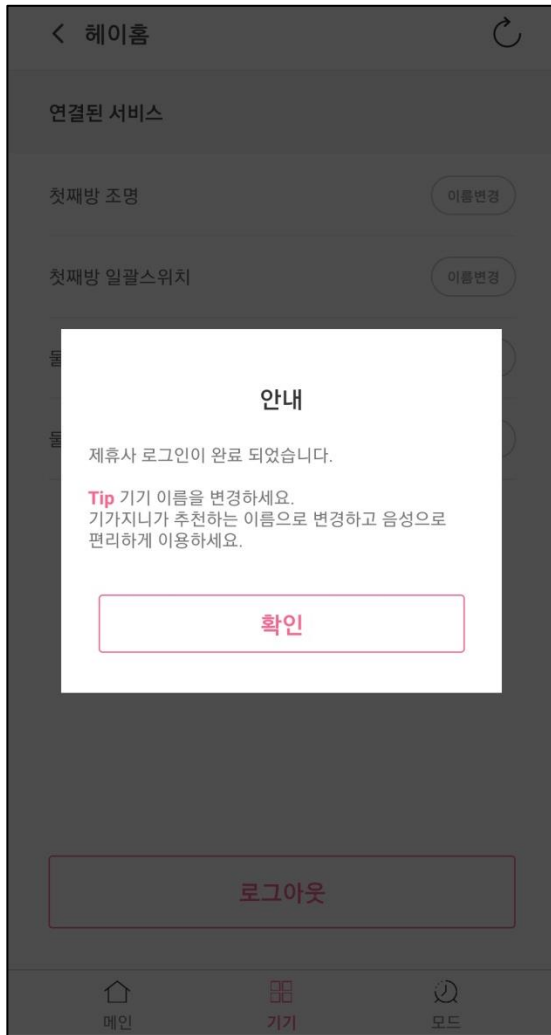 헤이홈
연결된 서비스
첫째방 조명
이름변경
첫째방 일괄스위치
이름변경
안내
제휴사 로그인이 완료 되었습니다.
Tip 기기 이름을 변경하세요.
기가지니가 추천하는 이름으로 변경하고 음성으로
편리하게 이용하세요.
확인
로그아웃
메인
기기
모드